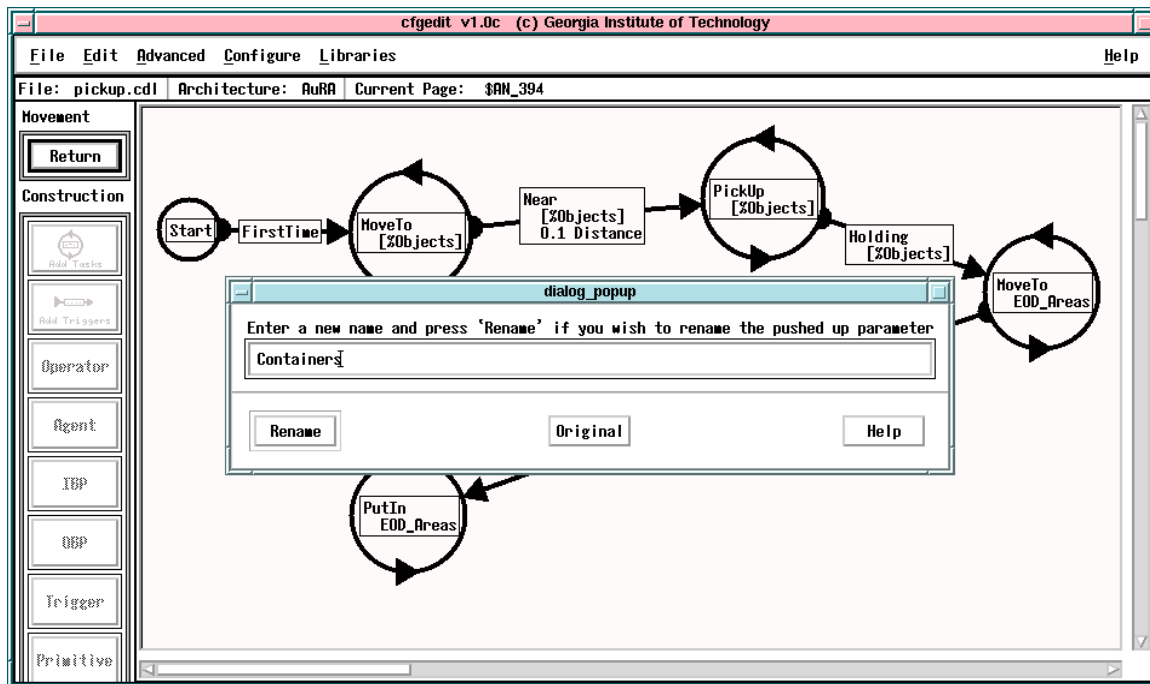 cfgedit v1.0c (c) Georgia Institute of Technology
File Edit Advanced Configure Libraries Help
File: pickup.cdl Architecture: AuRA Current Page: $AN_394
Movement
Return
Construction
Add Tasks
Add Triggers
Operator
Agent
IBP
OBP
Trigger
Primitive
Start
FirstTime
MoveTo
[%Objects]
Near
[%Objects]
0.1 Distance
PickUp
[%Objects]
Holding
[%Objects]
MoveTo
EOD_Areas
dialog_popup
Enter a new name and press 'Rename' if you wish to rename the pushed up parameter
Containers
Rename Original Help
PutIn
EOD_Areas